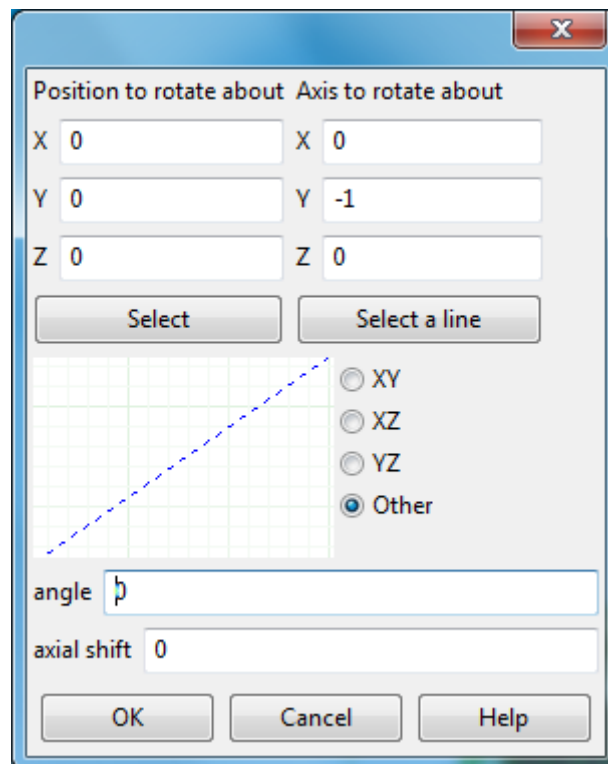 Position to rotate about Axis to rotate about
X 0 X 0
Y 0 Y -1
Z 0 Z 0
Select Select a line
XY
XZ
YZ
Other
angle 0
axial shift 0
OK Cancel Help